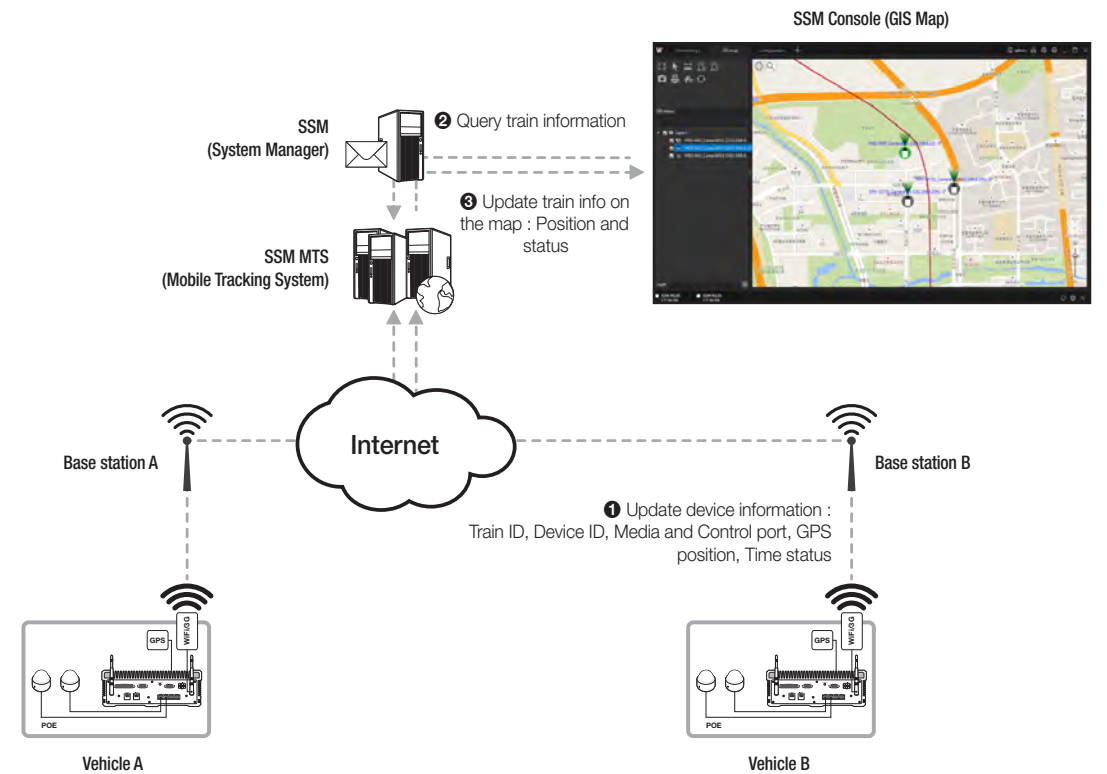 SSM Console (GIS Map)
SSM
(System Manager)
❷ Query train information
❸ Update train info on
the map : Position and
status
SSM MTS
(Mobile Tracking System)
Internet
Base station A
Base station B
❶ Update device information :
Train ID, Device ID, Media and Control port, GPS
position, Time status
GPS
WiFi/3G
POE
Vehicle A
GPS
WiFi/3G
POE
Vehicle B